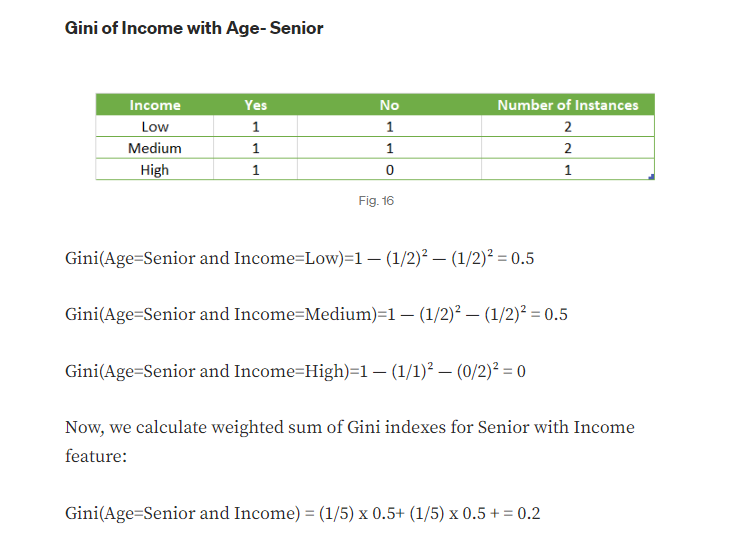 Gini of Income with Age- Senior
Income Yes No Number of Instances
Low 1 1 2
Medium 1 1 2
High 1 0 1
Fig. 16
Gini(Age=Senior and Income=Low)=1 – (1/2)² – (1/2)² = 0.5
Gini(Age=Senior and Income=Medium)=1 – (1/2)² – (1/2)² = 0.5
Gini(Age=Senior and Income=High)=1 – (1/1)² – (0/2)² = 0
Now, we calculate weighted sum of Gini indexes for Senior with Income
feature:
Gini(Age=Senior and Income) = (1/5) x 0.5+ (1/5) x 0.5 + = 0.2